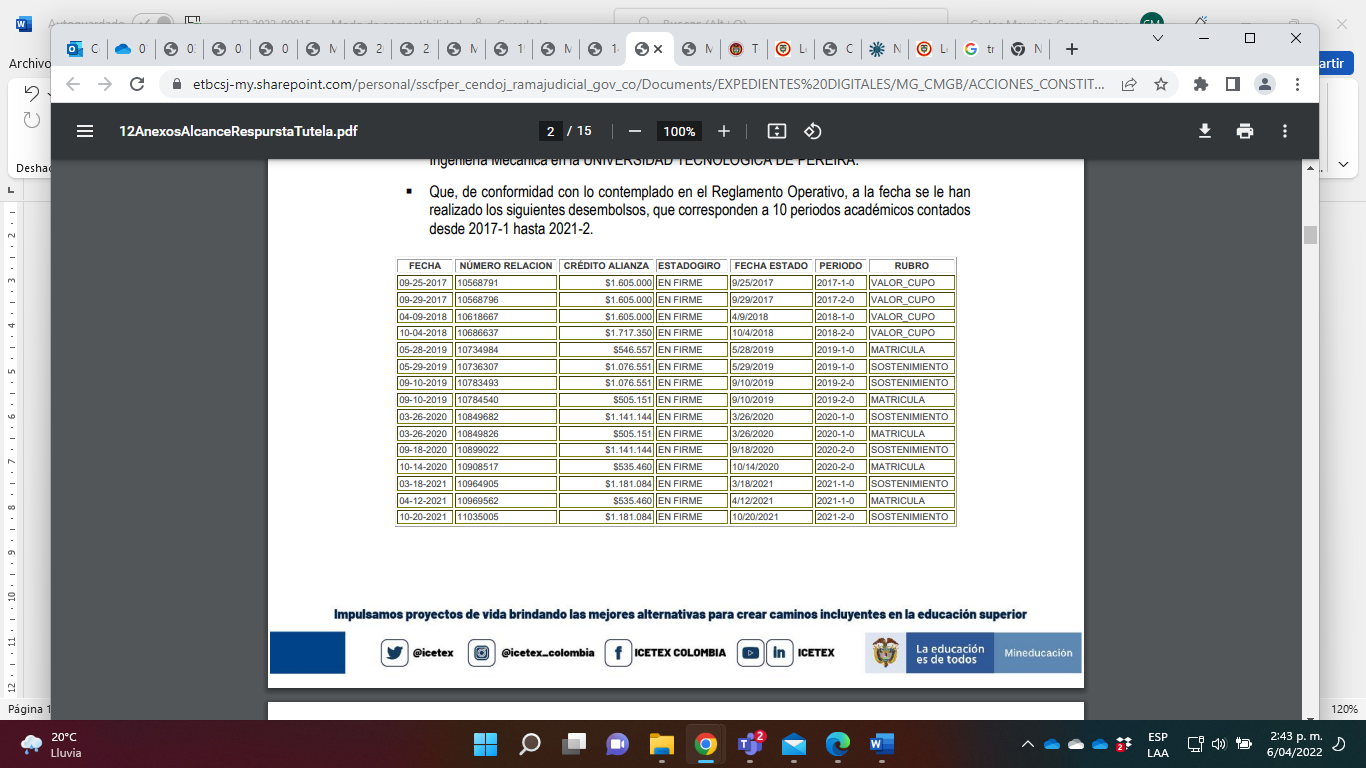 Archivo
Deshac
12AnexosAlcanceRespurstaTutela.pdf
etbcsj-my.sharepoint.com/personal/sscfper_cendoj_ramajudicial_gov_co/Documents/EXPEDIENTES%20DIGITALES/MG_CMGB/ACCIONES_CONSTIT...
2 / 15
100%
Ingeniería Mecánica en la UNIVERSIDAD TECNOLÓGICA DE PEREIRA.
▪ Que, de conformidad con lo contemplado en el Reglamento Operativo, a la fecha se le han
realizado los siguientes desembolsos, que corresponden a 10 periodos académicos contados
desde 2017-1 hasta 2021-2.
FECHA NÚMERO RELACION CRÉDITO ALIANZA ESTADOGIRO FECHA ESTADO PERIODO RUBRO
09-25-2017 10568791 $1.605.000 EN FIRME 9/25/2017 2017-1-0 VALOR_CUPO
09-29-2017 10568796 $1.605.000 EN FIRME 9/29/2017 2017-2-0 VALOR_CUPO
04-09-2018 10618667 $1.605.000 EN FIRME 4/9/2018 2018-1-0 VALOR_CUPO
10-04-2018 10686637 $1.717.350 EN FIRME 10/4/2018 2018-2-0 VALOR_CUPO
05-28-2019 10734984 $546.557 EN FIRME 5/28/2019 2019-1-0 MATRICULA
05-29-2019 10736307 $1.076.551 EN FIRME 5/29/2019 2019-1-0 SOSTENIMIENTO
09-10-2019 10783493 $1.076.551 EN FIRME 9/10/2019 2019-2-0 SOSTENIMIENTO
09-10-2019 10784540 $505.151 EN FIRME 9/10/2019 2019-2-0 MATRICULA
03-26-2020 10849682 $1.141.144 EN FIRME 3/26/2020 2020-1-0 SOSTENIMIENTO
03-26-2020 10849826 $505.151 EN FIRME 3/26/2020 2020-1-0 MATRICULA
09-18-2020 10899022 $1.141.144 EN FIRME 9/18/2020 2020-2-0 SOSTENIMIENTO
10-14-2020 10908517 $535.460 EN FIRME 10/14/2020 2020-2-0 MATRICULA
03-18-2021 10964905 $1.181.084 EN FIRME 3/18/2021 2021-1-0 SOSTENIMIENTO
04-12-2021 10969562 $535.460 EN FIRME 4/12/2021 2021-1-0 MATRICULA
10-20-2021 11035005 $1.181.084 EN FIRME 10/20/2021 2021-2-0 SOSTENIMIENTO
Impulsamos proyectos de vida brindando las mejores alternativas para crear caminos incluyentes en la educación superior
@icetex @icetex_colombia ICETEX COLOMBIA ICETEX
La educación
es de todos
Mineducación
Página 1
120%
20°C
Lluvia
ESP
LAA
2:43 p. m.
6/04/2022